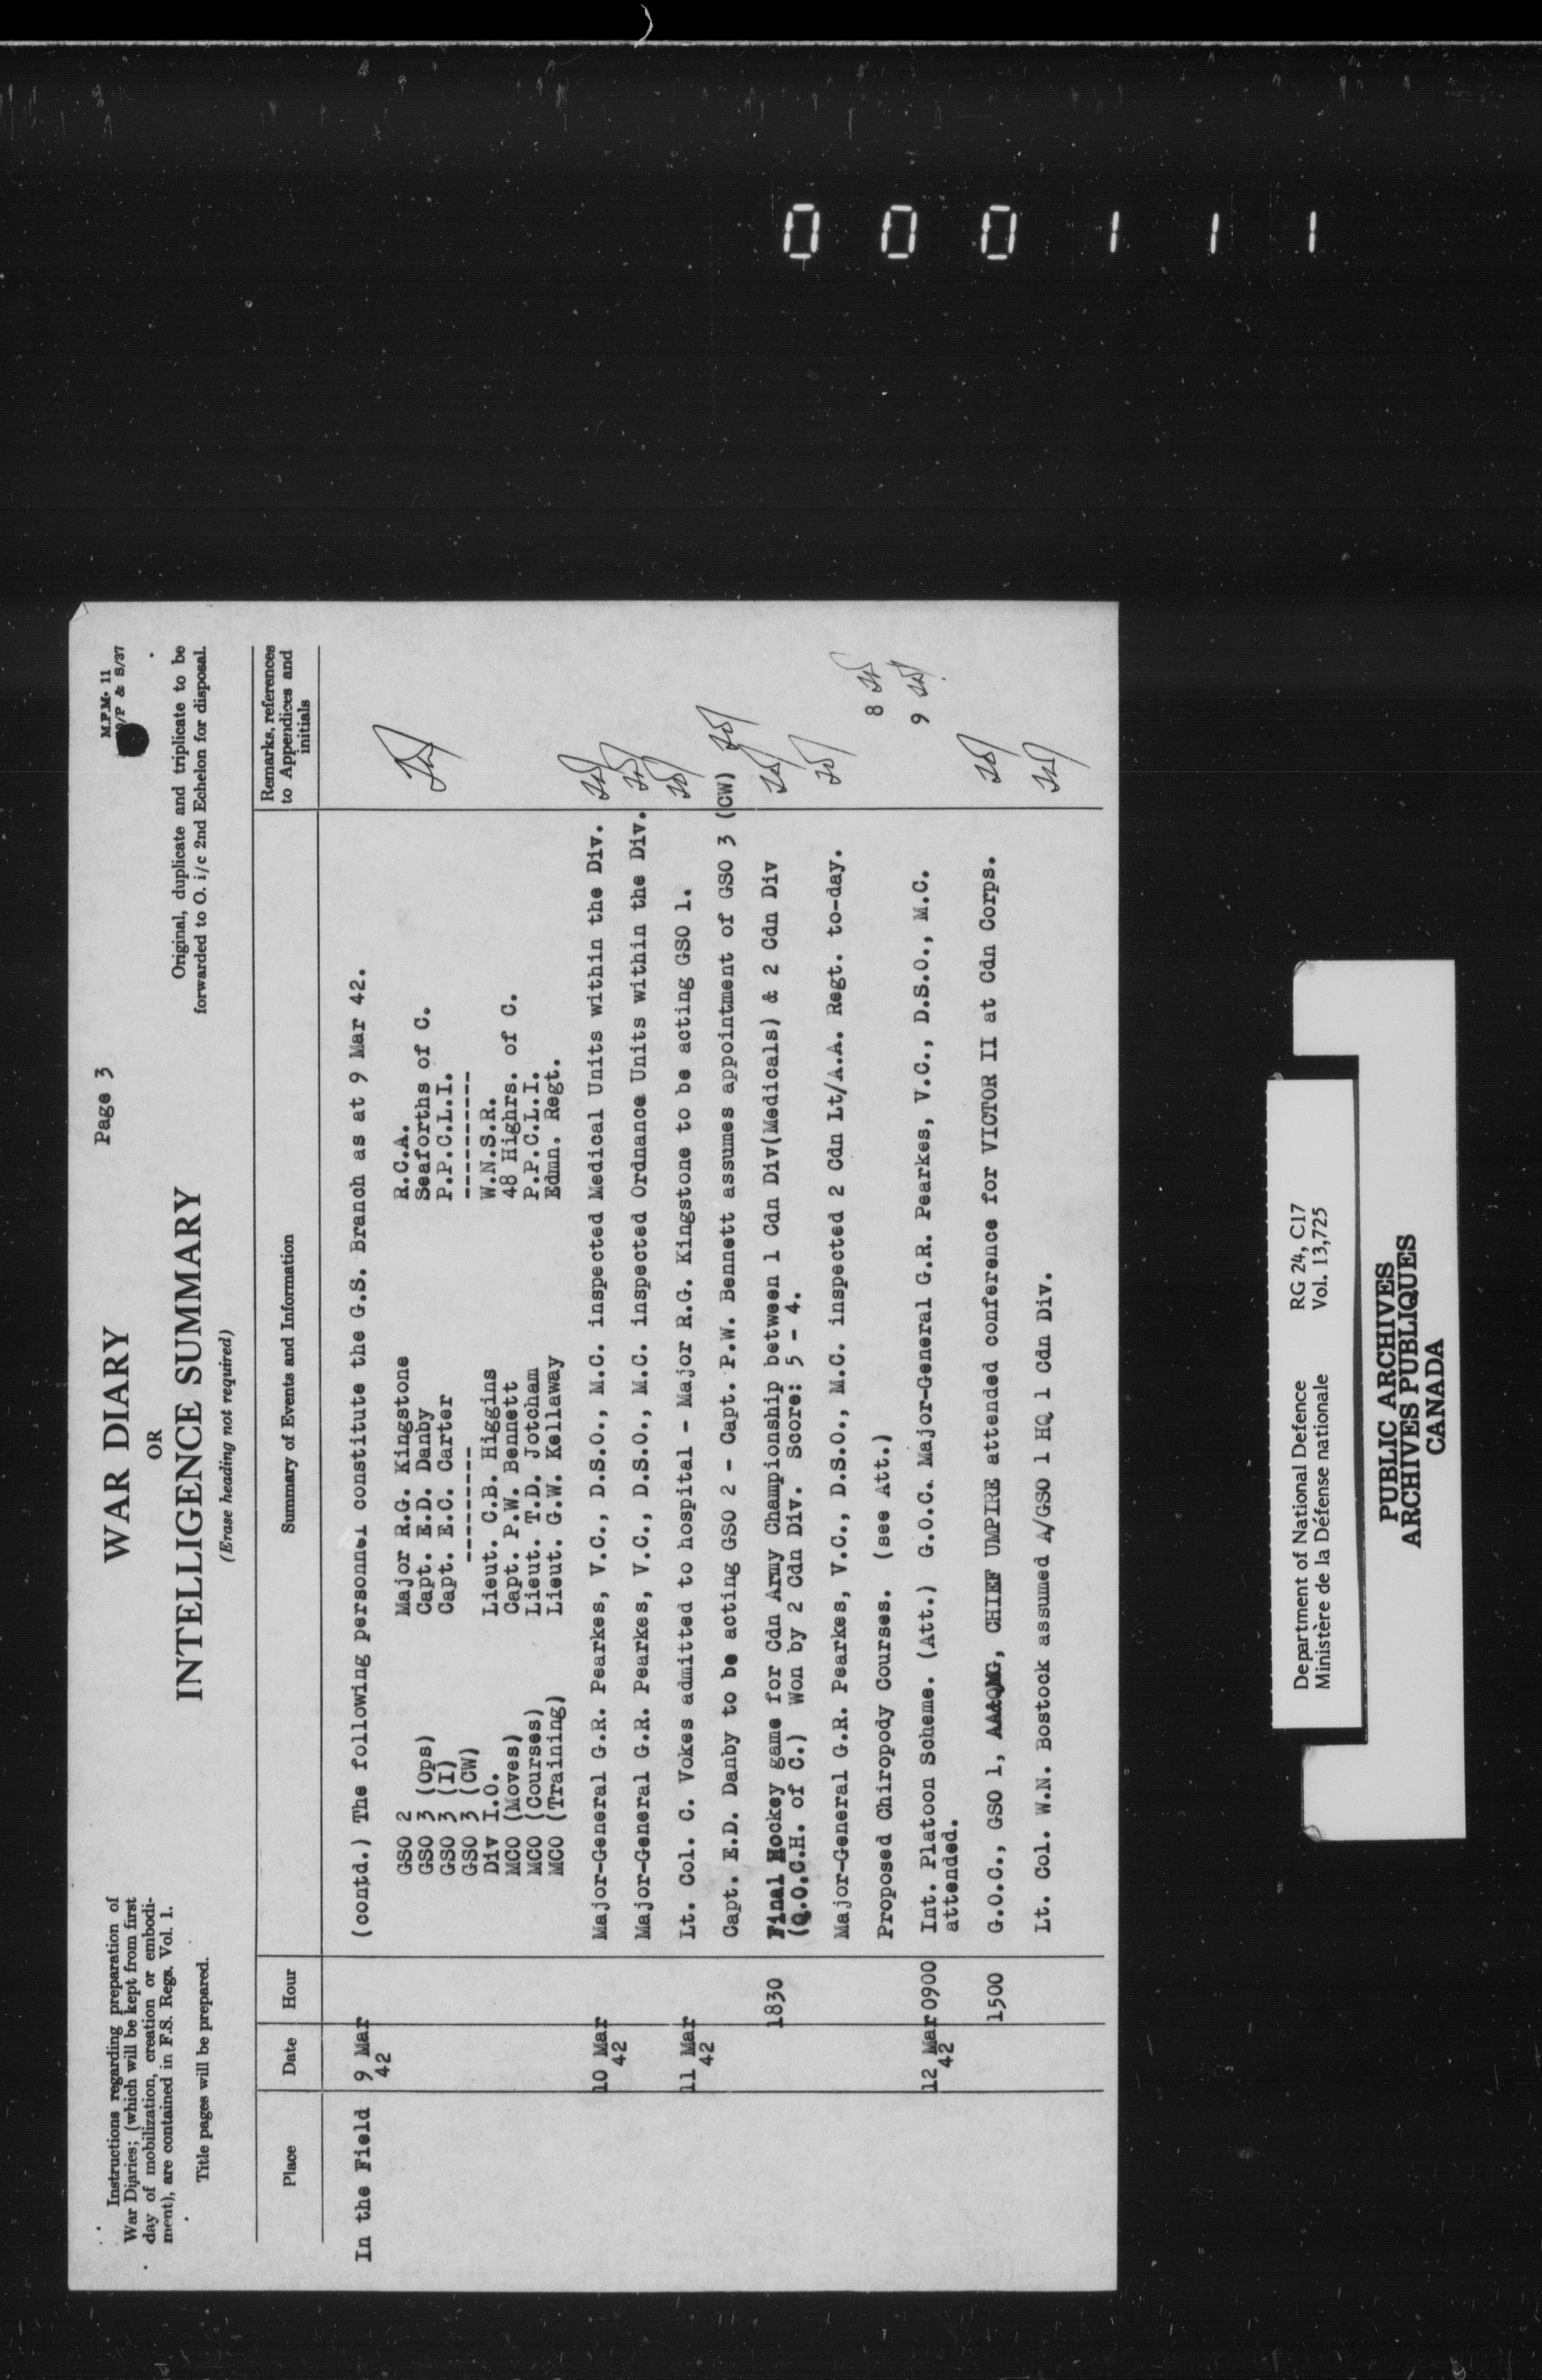 Instructions regarding preparation of
War Diaries; (which will be kept from first
day of mobilization, creation or embodi-
ment), are contained in F.S. Regs. Vol. 1.
Title pages will be prepared.
WAR DIARY
OR
INTELLIGENCE SUMMARY
(Erase heading not required)
Page 3
M.F.M. 11
/P & S/37
Original, duplicate and triplicate to be
forwarded to O. i/c 2nd Echelon for disposal.
Place Date Hour Summary of Events and Information Remarks, references
to Appendices and
initials
In the Field 9 Mar (contd.) The following personnel constitute the G.S. Branch as at 9 Mar 42.
42
GSO 2 Major R.G. Kingstone R.C.A.
GSO 3 (Ops) Capt. E.D. Danby Seaforths of C.
GSO 3 (I) Capt. E.C. Carter P.P.C.L.I.
GSO 3 (CW) --------- ----------
Div I.O. Lieut. C.B. Higgins W.N.S.R.
MCO (Moves) Capt. P.W. Bennett 48 Highrs. of C.
MCO (Courses) Lieut. T.D. Jotcham P.P.C.L.I.
MCO (Training) Lieut. G.W. Kellaway Edmn. Regt.
10 Mar Major-General G.R. Pearkes, V.C., D.S.O., M.C. inspected Medical Units within the Div.
42
Major-General G.R. Pearkes, V.C., D.S.O., M.C. inspected Ordnance Units within the Div.
11 Mar Lt. Col. C. Vokes admitted to hospital - Major R.G. Kingstone to be acting GSO 1.
42
Capt. E.D. Danby to be acting GSO 2 - Capt. P.W. Bennett assumes appointment of GSO 3 (CW)
1830 Final Hockey game for Cdn Army Championship between 1 Cdn Div(Medicals) & 2 Cdn Div
(Q.O.C.H. of C.) Won by 2 Cdn Div. Score: 5 - 4.
Major-General G.R. Pearkes, V.C., D.S.O., M.C. inspected 2 Cdn Lt/A.A. Regt. to-day.
Proposed Chiropody Courses. (see Att.) 8
12 Mar 0900 Int. Platoon Scheme. (Att.) G.O.C. Major-General G.R. Pearkes, V.C., D.S.O., M.C. 9
42 attended.
1500 G.O.C., GSO 1, AA&QMG, CHIEF UMPIRE attended conference for VICTOR II at Cdn Corps.
Lt. Col. W.N. Bostock assumed A/GSO 1 HQ 1 Cdn Div.
000111
Department of National Defence RG 24, C17
Ministère de la Défense nationale Vol. 13,725
PUBLIC ARCHIVES
ARCHIVES PUBLIQUES
CANADA